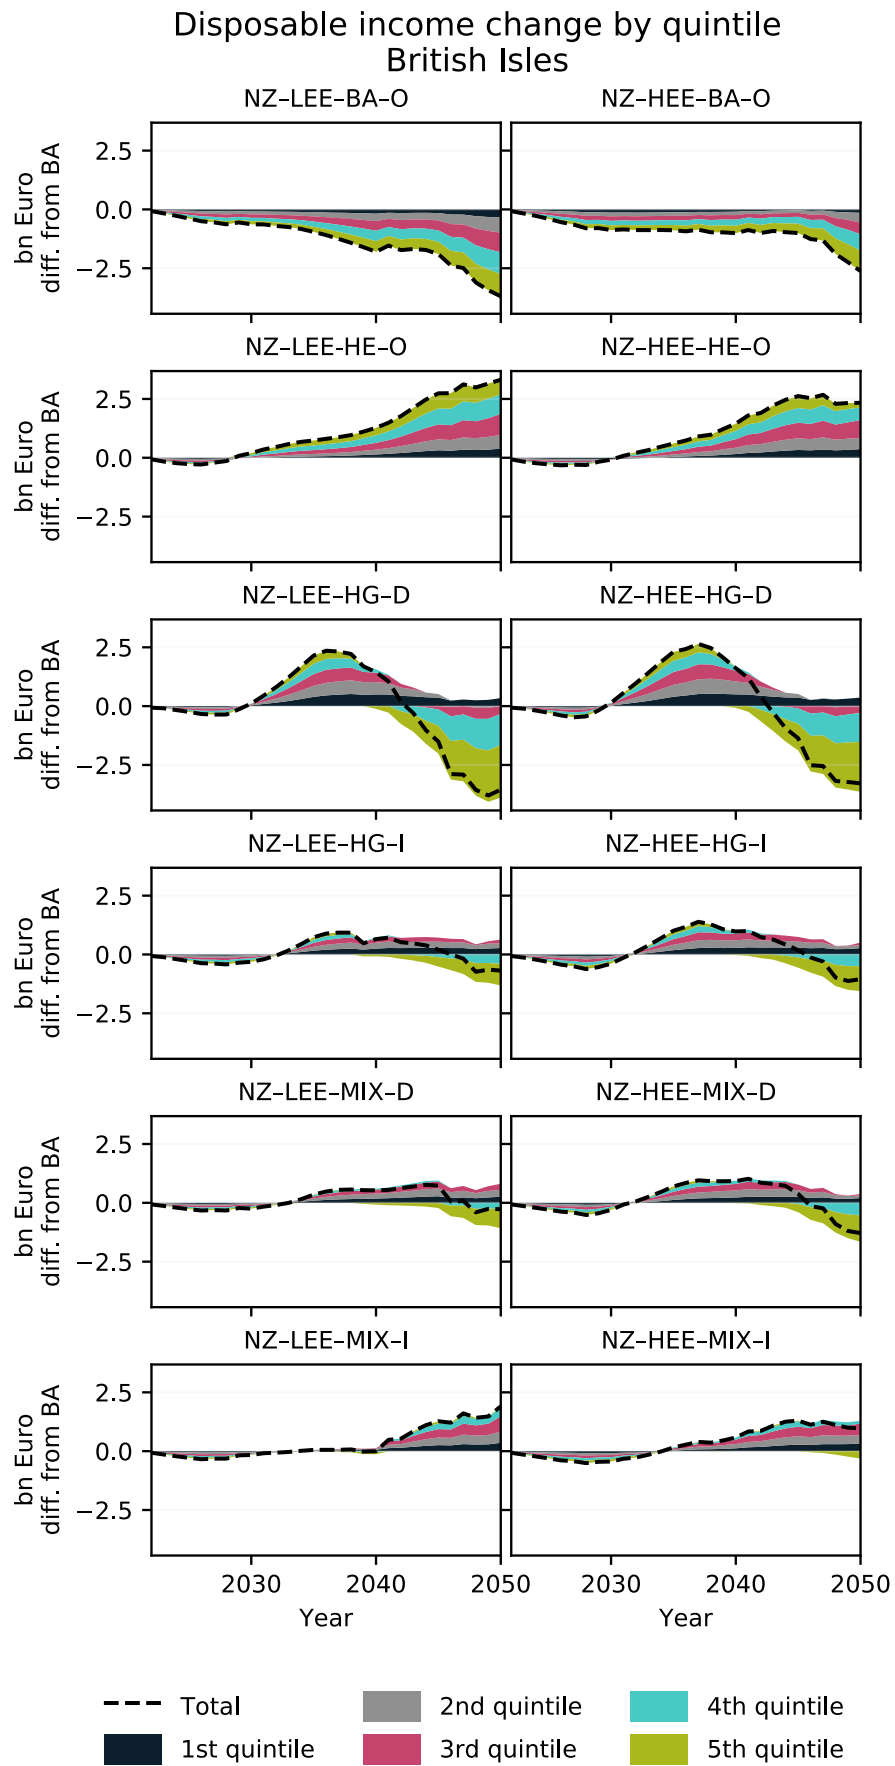 Disposable income change by quintile
British Isles
NZ–LEE–BA–O
NZ–HEE–BA–O
bn Euro
diff. from BA
2.5
0.0
−2.5
NZ–LEE–HE–O
NZ–HEE–HE–O
bn Euro
diff. from BA
2.5
0.0
−2.5
NZ–LEE–HG–D
NZ–HEE–HG–D
bn Euro
diff. from BA
2.5
0.0
−2.5
NZ–LEE–HG–I
NZ–HEE–HG–I
bn Euro
diff. from BA
2.5
0.0
−2.5
NZ–LEE–MIX–D
NZ–HEE–MIX–D
bn Euro
diff. from BA
2.5
0.0
−2.5
NZ–LEE–MIX–I
NZ–HEE–MIX–I
bn Euro
diff. from BA
2.5
0.0
−2.5
2030 2040 2050 2030 2040 2050
Year Year
Total
1st quintile
2nd quintile
3rd quintile
4th quintile
5th quintile